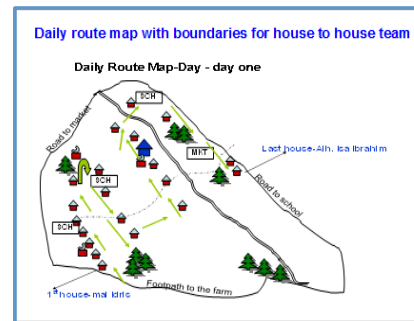 Daily route map with boundaries for house to house team
Daily Route Map-Day - day one
SCH
Road to market
MKT
Last house-Alh. Isa Ibrahim
SCH
Road to school
SCH
Footpath to the farm
1st house- mal idris